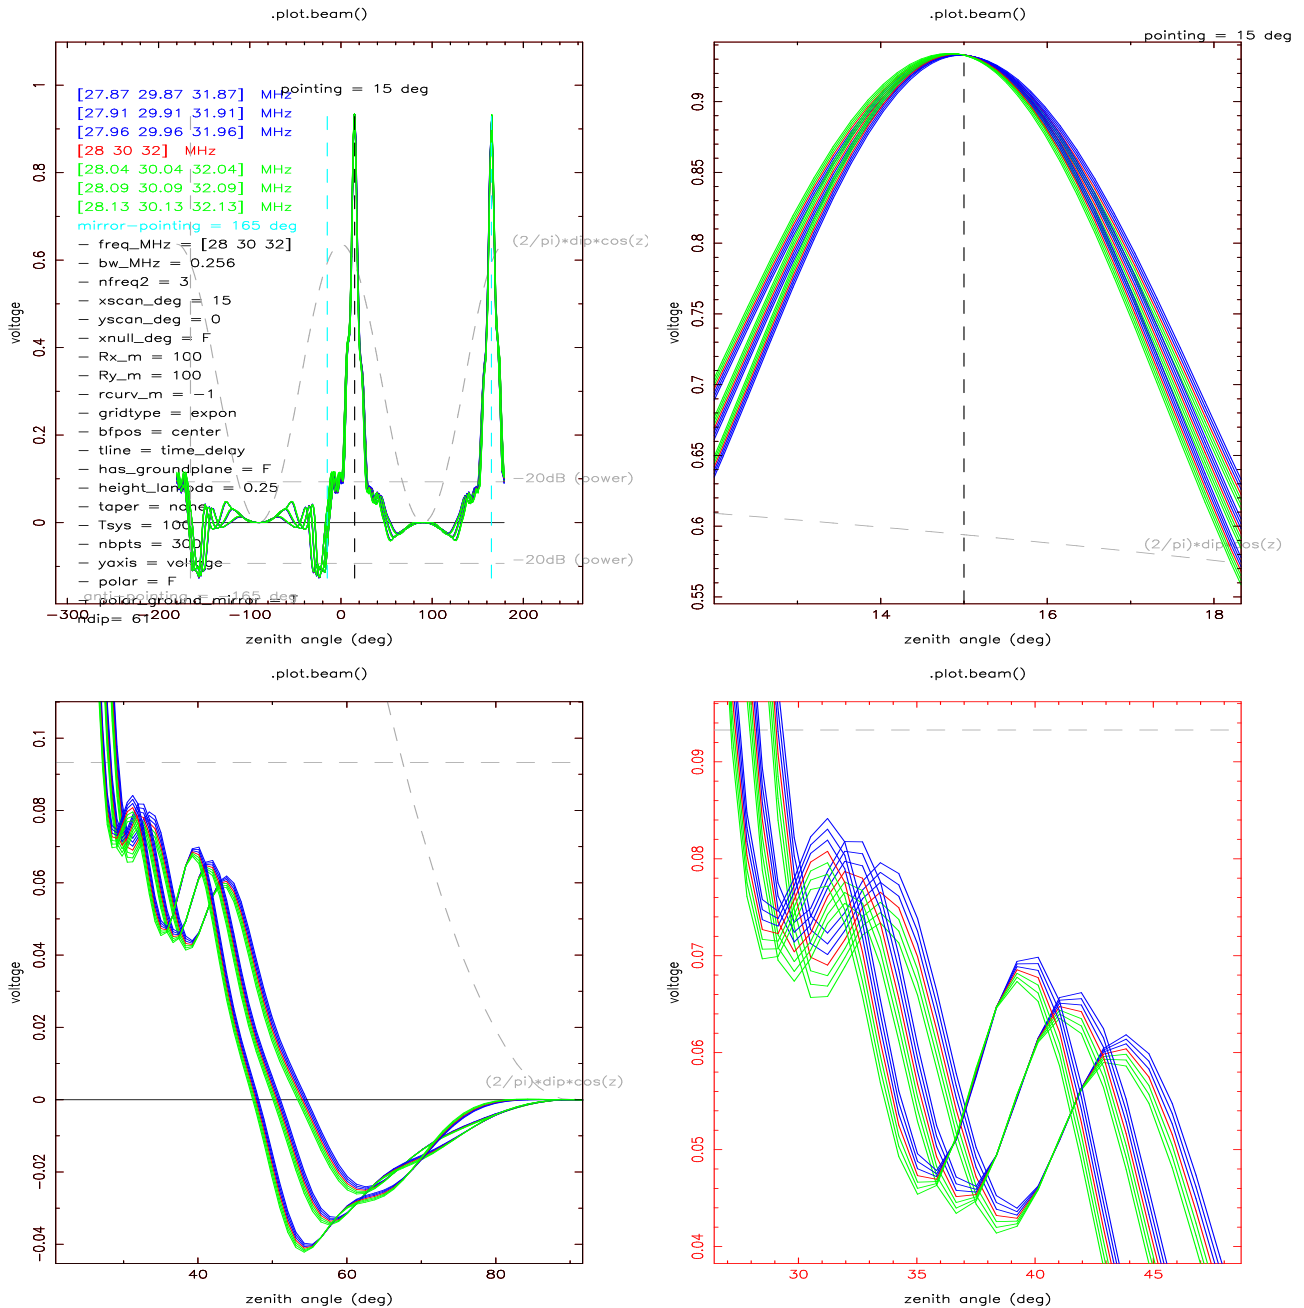 .plot.beam()
pointing = 15 deg
[27.87 29.87 31.87] MHz
[27.91 29.91 31.91] MHz
[27.96 29.96 31.96] MHz
[28 30 32] MHz
[28.04 30.04 32.04] MHz
[28.09 30.09 32.09] MHz
[28.13 30.13 32.13] MHz
mirror-pointing = 165 deg
- freq_MHz = [28 30 32]
- bw_MHz = 0.256
- nfreq2 = 3
- xscan_deg = 15
- yscan_deg = 0
- xnull_deg = F
- Rx_m = 100
- Ry_m = 100
- rcurv_m = -1
- gridtype = expon
- bfpos = center
- tline = time_delay
- has_groundplane = F
- height_lambda = 0.25
- taper = none
- Tsys = 100
- nbpts = 300
- yaxis = voltage
- polar = F
anti-pointing = -165 deg
- polar_ground_mirror =
ndip= 61
(2/pi)*dip*cos(z)
-20dB (power)
-20dB (power)
1
0.8
0.6
0.4
0.2
0
voltage
-300 -200 -100 0 100 200
zenith angle (deg)
.plot.beam()
pointing = 15 deg
0.9
0.85
0.8
0.75
0.7
0.65
0.6
0.55
voltage
(2/pi)*dip*cos(z)
14 16 18
zenith angle (deg)
.plot.beam()
0.1
0.08
0.06
0.04
0.02
0
-0.02
-0.04
voltage
(2/pi)*dip*cos(z)
40 60 80
zenith angle (deg)
.plot.beam()
0.09
0.08
0.07
0.06
0.05
0.04
voltage
30 35 40 45
zenith angle (deg)